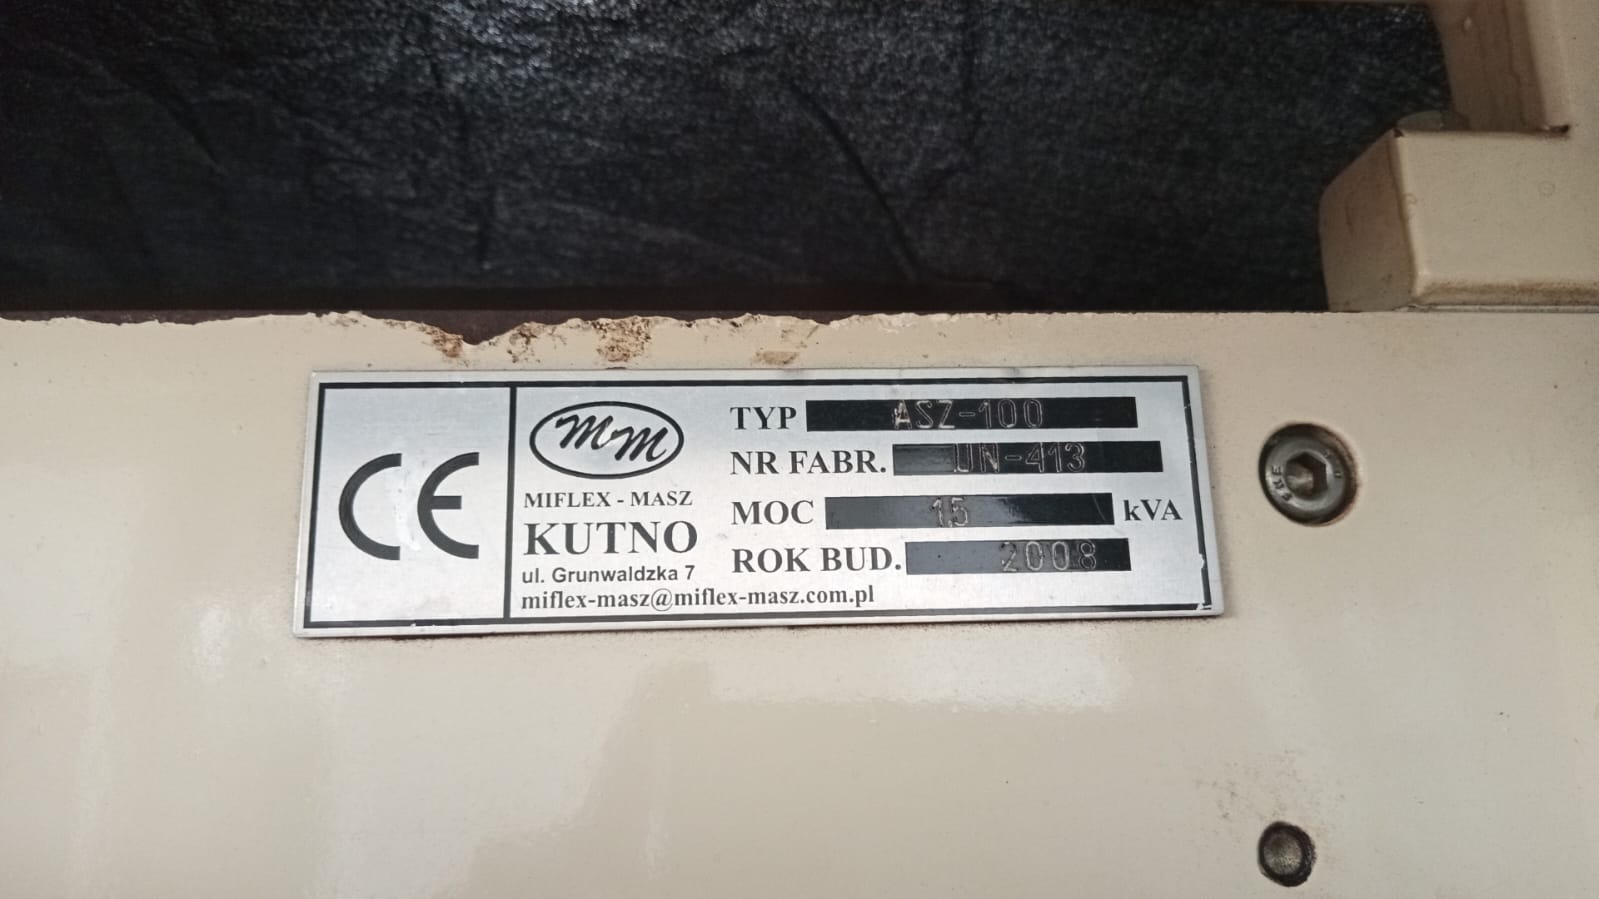 CE
MM
MIFLEX - MASZ
KUTNO
ul. Grunwaldzka 7
miflex-masz@miflex-masz.com.pl
TYP ASZ-100
NR FABR. UN-413
MOC 15 kVA
ROK BUD. 2008